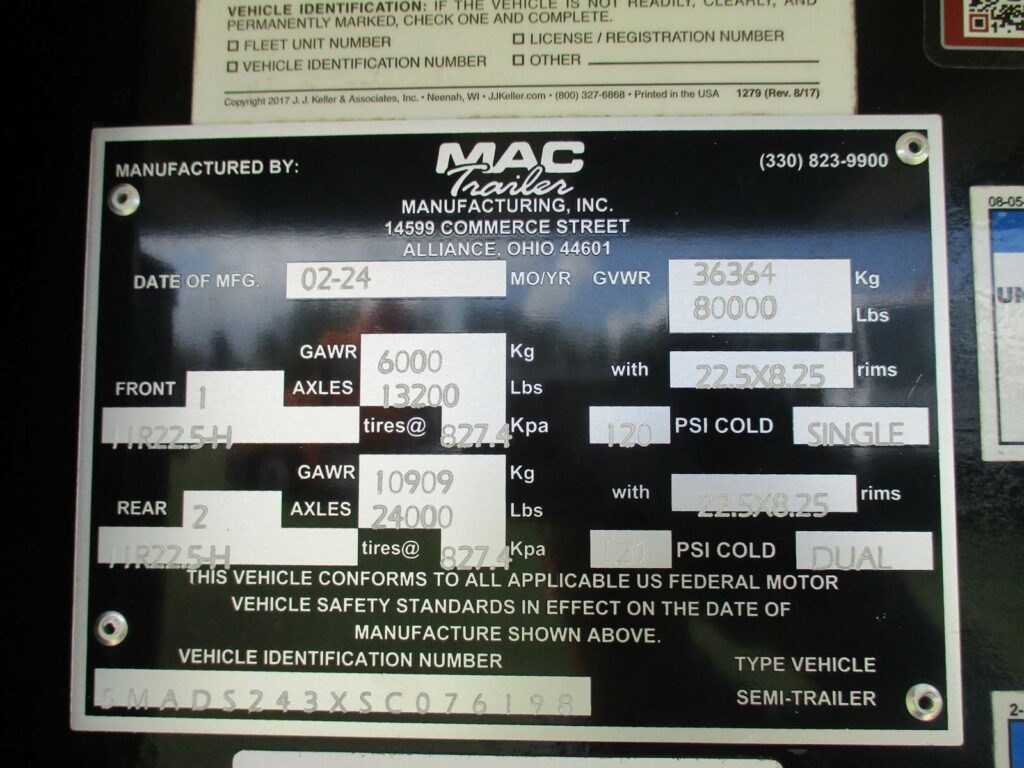 VEHICLE IDENTIFICATION: IF THE VEHICLE IS NOT READILY, CLEARLY, AND
PERMANENTLY MARKED, CHECK ONE AND COMPLETE.
☐ FLEET UNIT NUMBER ☐ LICENSE / REGISTRATION NUMBER
☐ VEHICLE IDENTIFICATION NUMBER ☐ OTHER
Copyright 2017 J. J. Keller & Associates, Inc. • Neenah, WI • JJKeller.com • (800) 327-6868 • Printed in the USA 1279 (Rev. 8/17)
MANUFACTURED BY: MAC (330) 823-9900
Trailer
MANUFACTURING, INC.
14599 COMMERCE STREET
ALLIANCE, OHIO 44601
DATE OF MFG. 02-24 MO/YR GVWR 36364 Kg
80000 Lbs
GAWR 6000 Kg
FRONT 1 AXLES 13200 Lbs with 22.5X8.25 rims
11R22.5-H tires@ 827.4 Kpa 120 PSI COLD SINGLE
GAWR 10909 Kg
REAR 2 AXLES 24000 Lbs with 22.5X8.25 rims
11R22.5-H tires@ 827.4 Kpa 120 PSI COLD DUAL
THIS VEHICLE CONFORMS TO ALL APPLICABLE US FEDERAL MOTOR
VEHICLE SAFETY STANDARDS IN EFFECT ON THE DATE OF
MANUFACTURE SHOWN ABOVE.
VEHICLE IDENTIFICATION NUMBER TYPE VEHICLE
5MADS243XSC076198 SEMI-TRAILER
08-05-
UN
2-